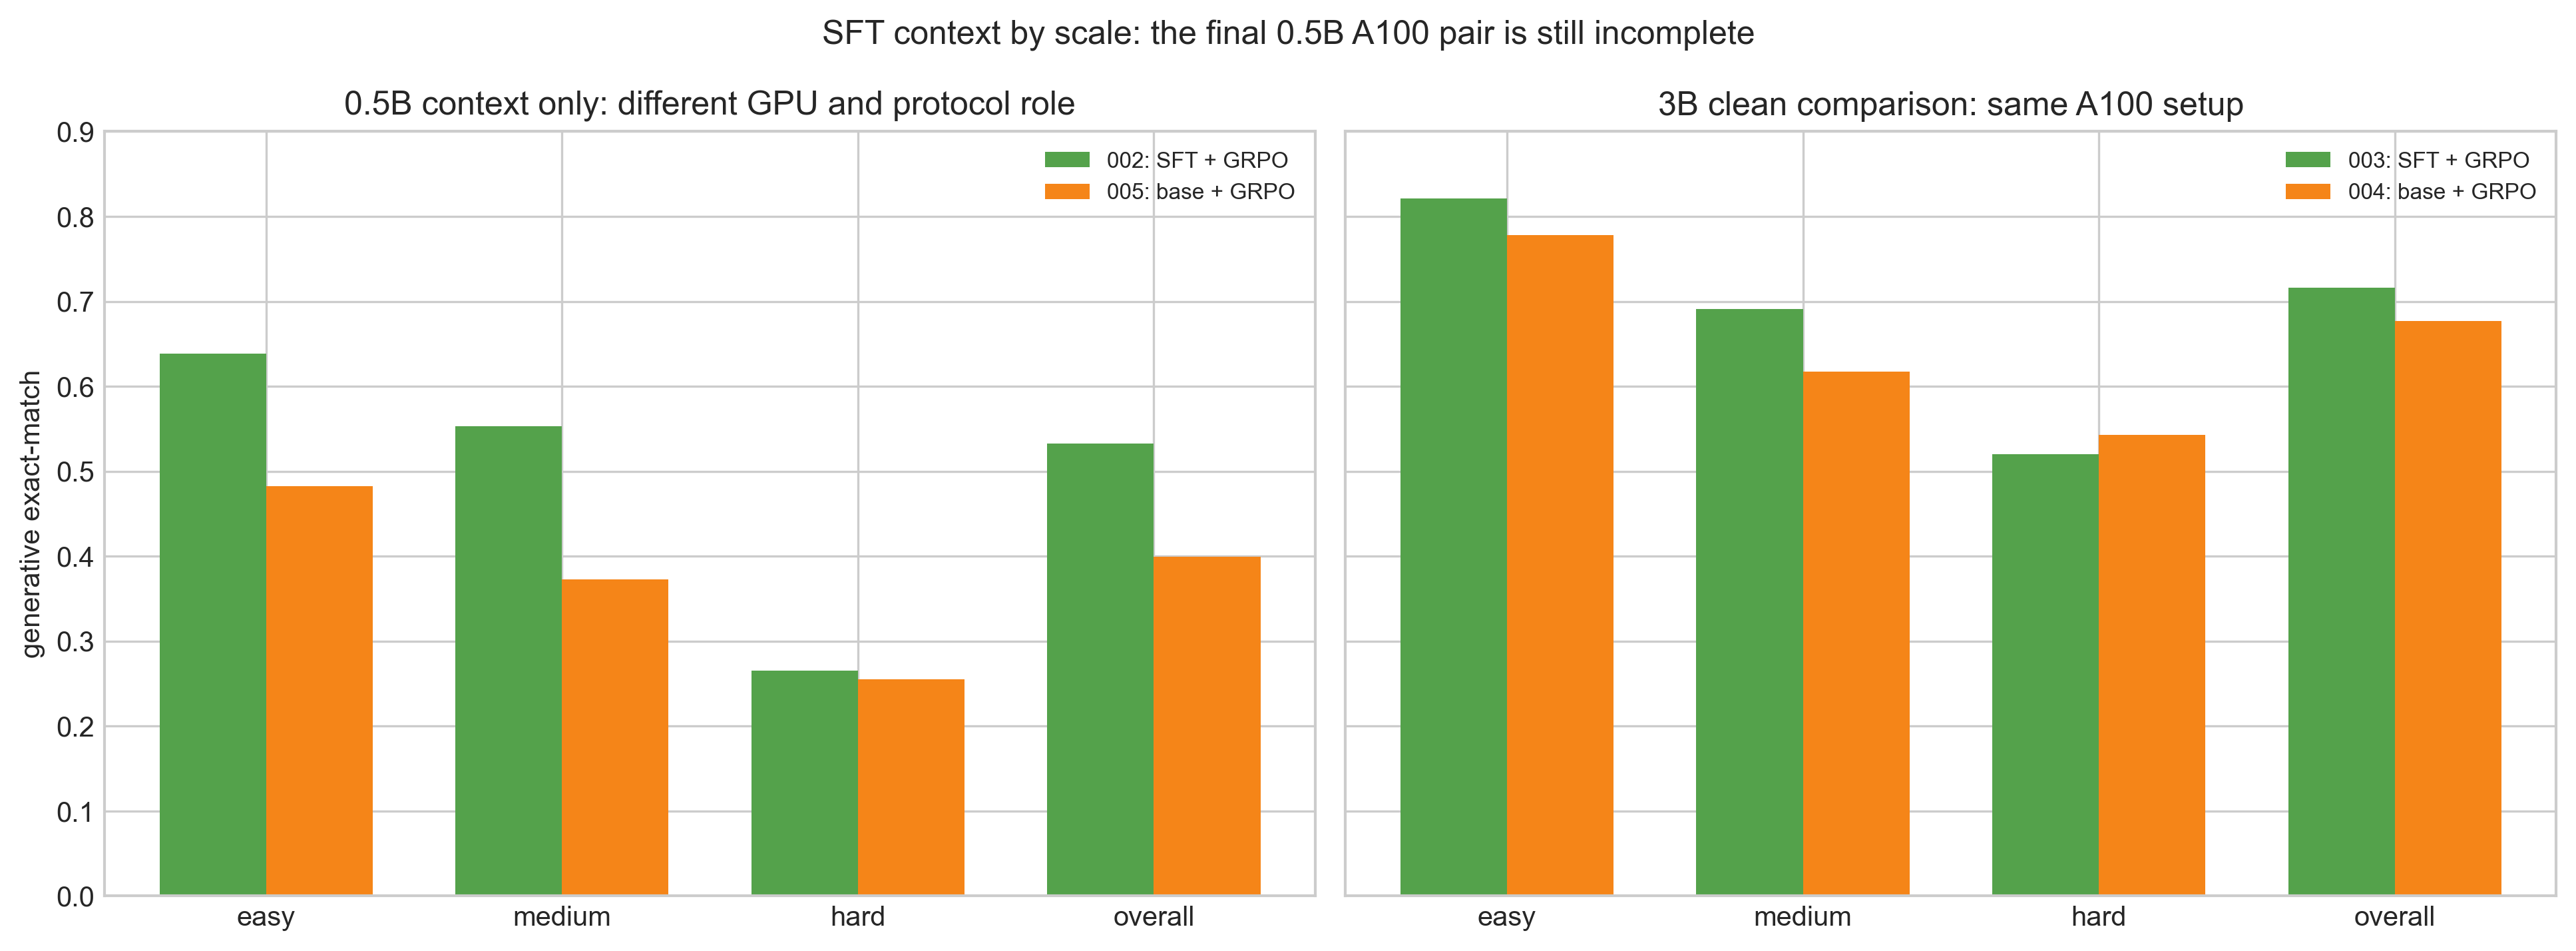 SFT context by scale: the final 0.5B A100 pair is still incomplete
0.5B context only: different GPU and protocol role
002: SFT + GRPO
005: base + GRPO
generative exact-match
0.9
0.8
0.7
0.6
0.5
0.4
0.3
0.2
0.1
0.0
easy medium hard overall
3B clean comparison: same A100 setup
003: SFT + GRPO
004: base + GRPO
easy medium hard overall